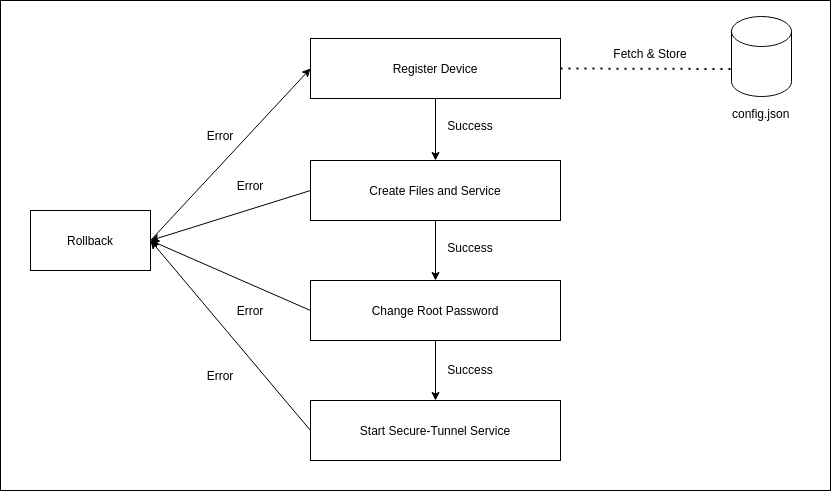 Register Device
Fetch & Store
config.json
Error
Success
Error
Create Files and Service
Rollback
Success
Error
Change Root Password
Error
Success
Start Secure-Tunnel Service